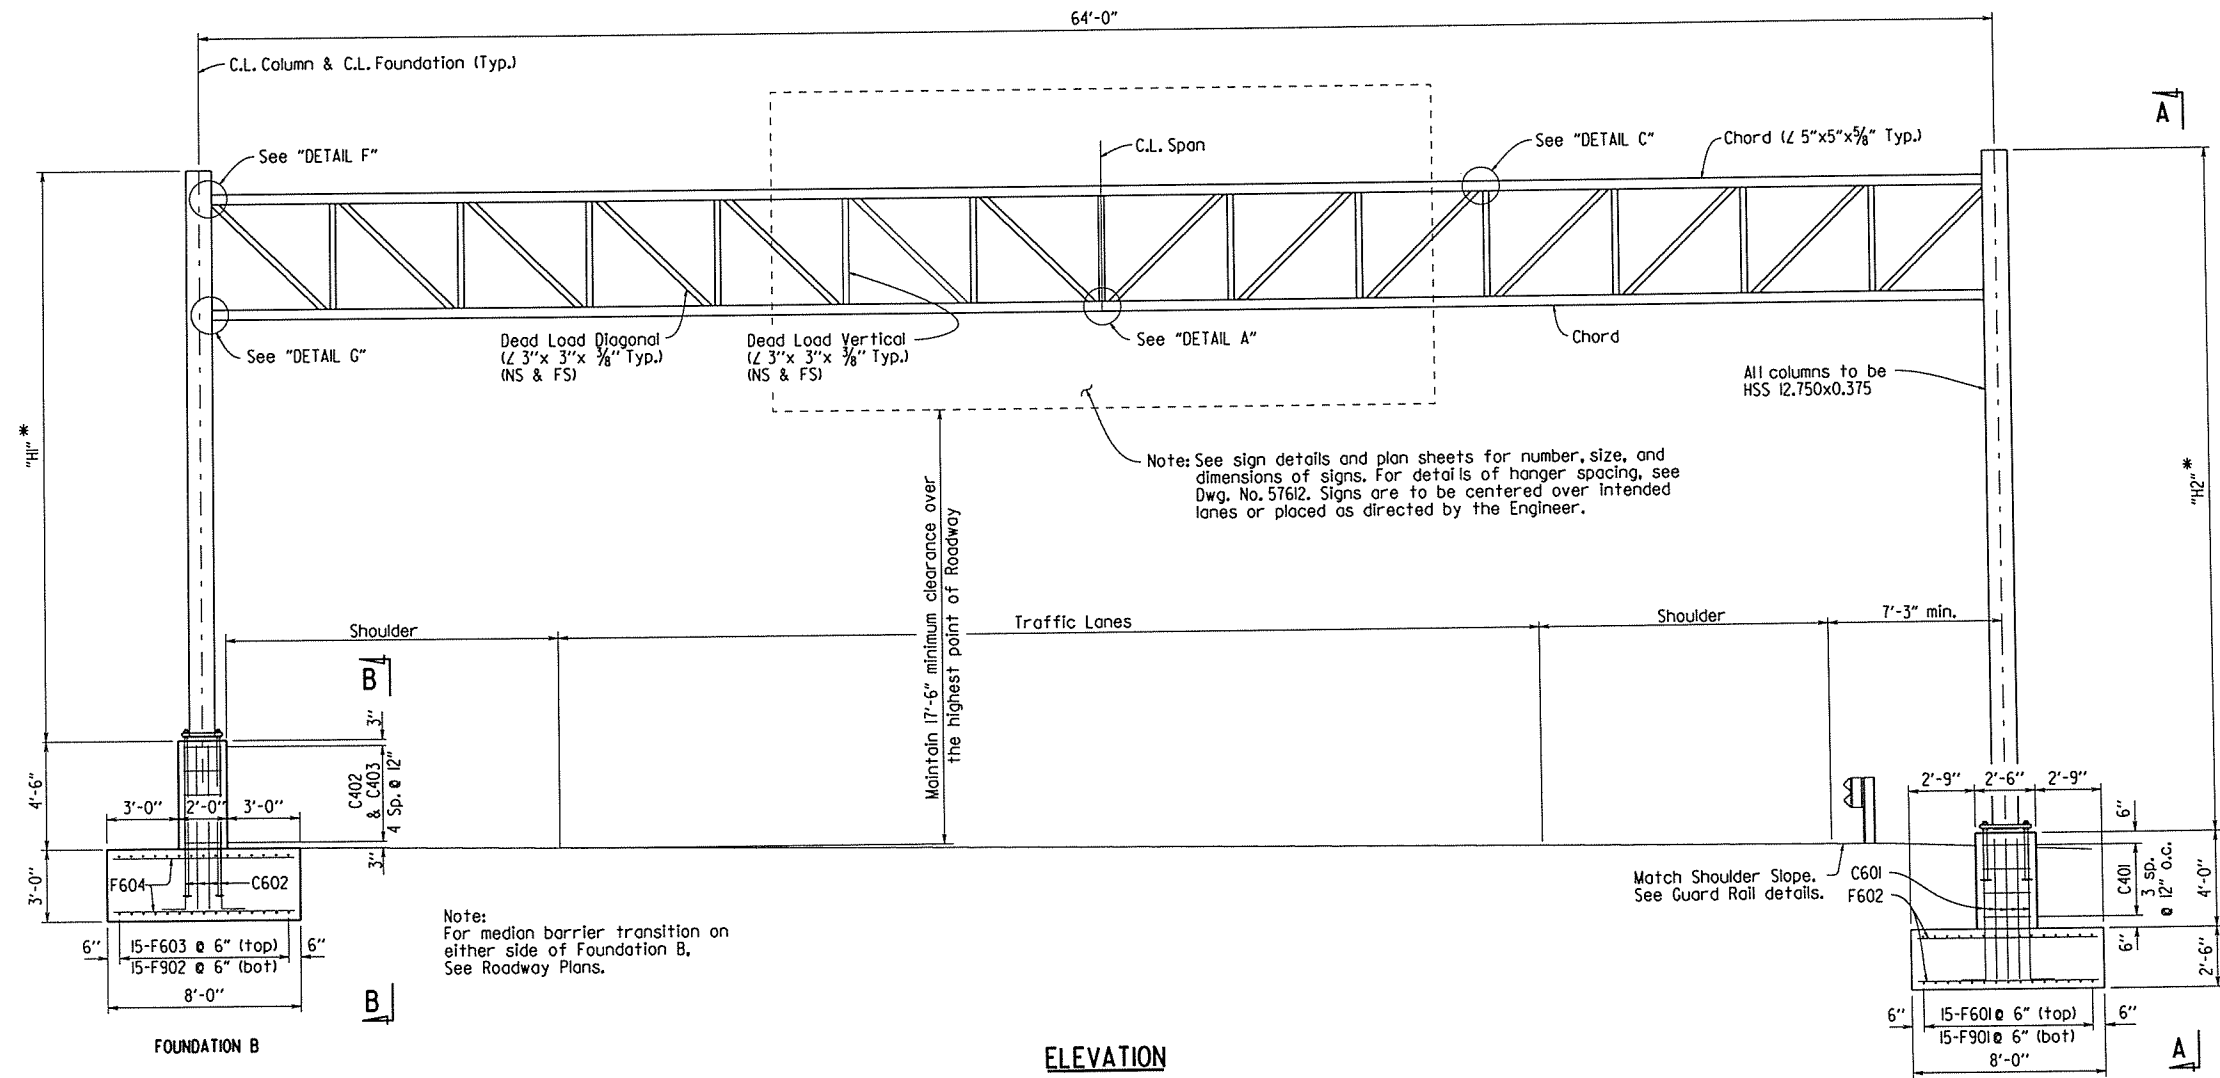 64'-0"
C.L. Column & C.L. Foundation (Typ.)
A
See "DETAIL F"
C.L. Span
See "DETAIL C"
Chord (∠ 5"x5"x⅝" Typ.)
See "DETAIL G"
Dead Load Diagonal
(∠ 3"x 3"x ⅜" Typ.)
(NS & FS)
Dead Load Vertical
(∠ 3"x 3"x ⅜" Typ.)
(NS & FS)
See "DETAIL A"
Chord
All columns to be
HSS 12.750x0.375
"H1"*
"H2"*
Note: See sign details and plan sheets for number, size, and
dimensions of signs. For details of hanger spacing, see
Dwg. No. 57612. Signs are to be centered over intended
lanes or placed as directed by the Engineer.
Maintain 17'-6" minimum clearance over
the highest point of Roadway
Shoulder
Traffic Lanes
Shoulder
7'-3" min.
B
3"
C402
& C403
4 Sp. @ 12"
3"
4'-6"
3'-0"
2'-0"
3'-0"
3'-0"
F604
C602
6"
15-F603 @ 6" (top)
15-F902 @ 6" (bot)
6"
8'-0"
B
FOUNDATION B
Note:
For median barrier transition on
either side of Foundation B,
See Roadway Plans.
2'-9"
2'-6"
2'-9"
6"
C401
3 sp.
@ 12" o.c.
4'-0"
6"
2'-6"
Match Shoulder Slope.
See Guard Rail details.
C601
F602
6"
15-F601 @ 6" (top)
15-F901 @ 6" (bot)
6"
8'-0"
A
ELEVATION